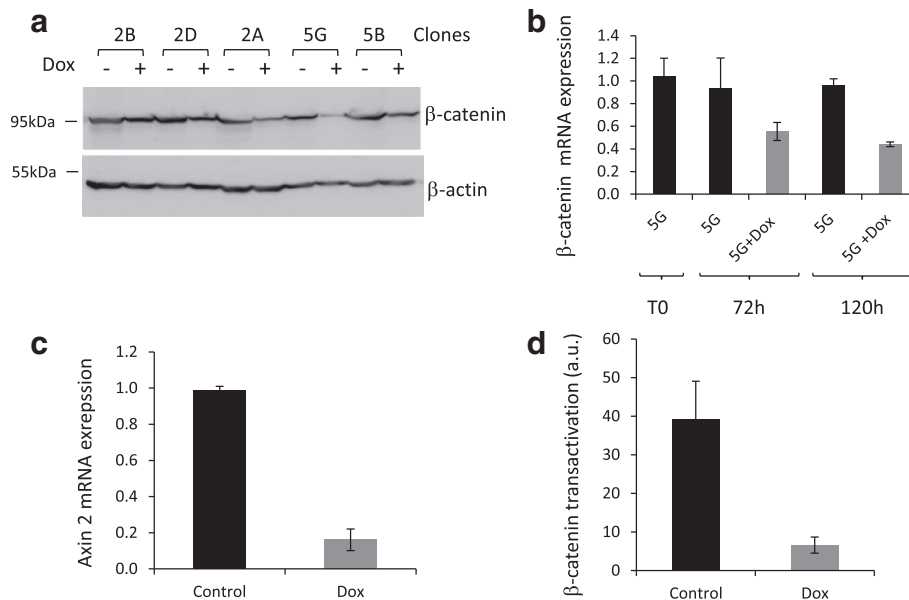 a
2B 2D 2A 5G 5B Clones
Dox - + - + - + - + - +
95kDa
β-catenin
55kDa
β-actin
b
β-catenin mRNA expression
1.4
1.2
1.0
0.8
0.6
0.4
0.2
0.0
5G
5G
5G+Dox
5G
5G +Dox
T0 72h 120h
c
Axin 2 mRNA exrepssion
1.2
1.0
0.8
0.6
0.4
0.2
0.0
Control Dox
d
β-catenin transactivation (a.u.)
60
50
40
30
20
10
0
Control Dox